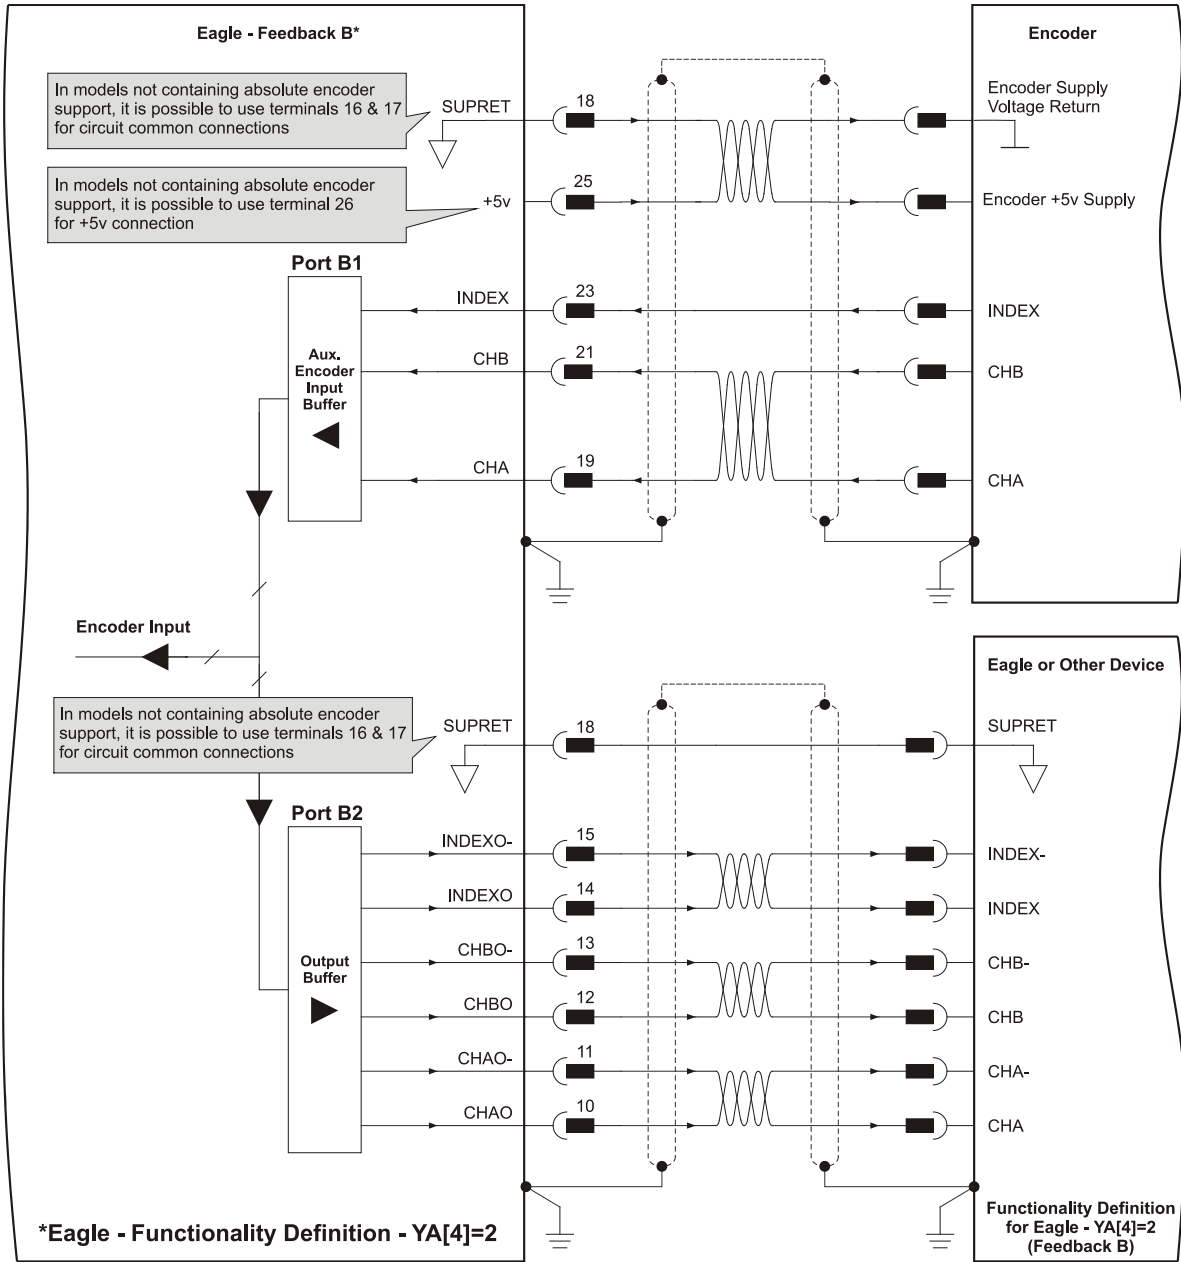 Eagle - Feedback B*
Encoder
In models not containing absolute encoder
support, it is possible to use terminals 16 & 17
for circuit common connections
SUPRET
18
Encoder Supply
Voltage Return
In models not containing absolute encoder
support, it is possible to use terminal 26
for +5v connection
+5v
25
Encoder +5v Supply
Port B1
INDEX
23
INDEX
Aux.
Encoder
Input
Buffer
CHB
21
CHB
CHA
19
CHA
Encoder Input
Eagle or Other Device
In models not containing absolute encoder
support, it is possible to use terminals 16 & 17
for circuit common connections
SUPRET
18
SUPRET
Port B2
INDEXO-
15
INDEX-
INDEXO
14
INDEX
Output
Buffer
CHBO-
13
CHB-
CHBO
12
CHB
CHAO-
11
CHA-
CHAO
10
CHA
*Eagle - Functionality Definition - YA[4]=2
Functionality Definition
for Eagle - YA[4]=2
(Feedback B)